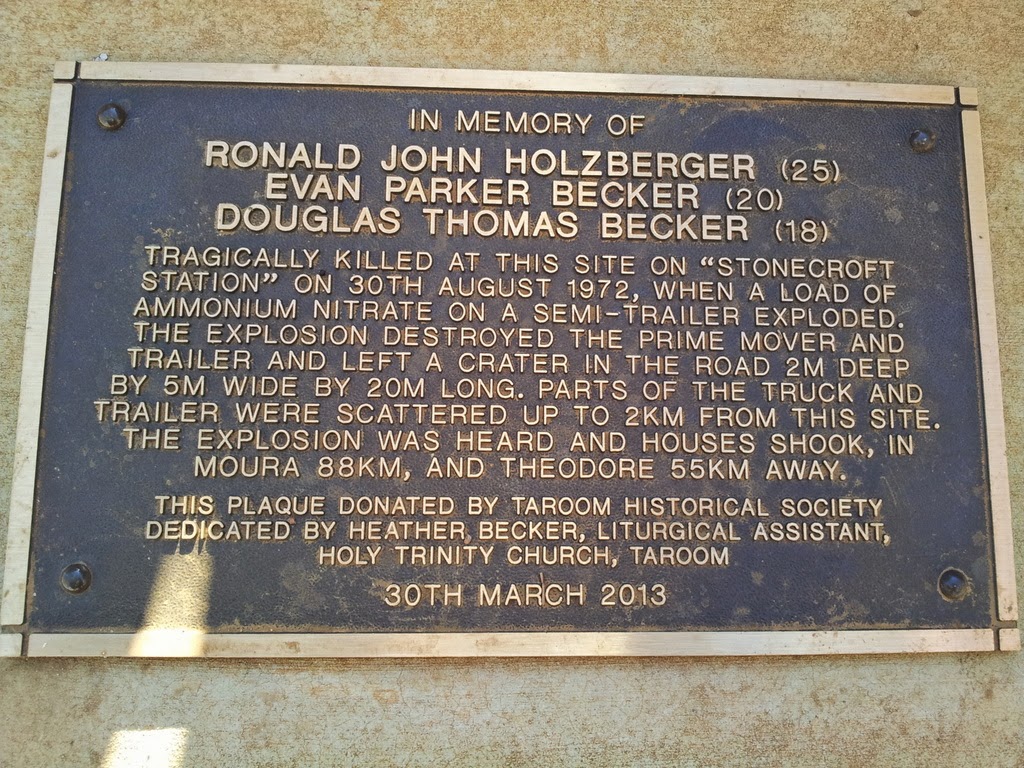 IN MEMORY OF
RONALD JOHN HOLZBERGER (25)
EVAN PARKER BECKER (20)
DOUGLAS THOMAS BECKER (18)
TRAGICALLY KILLED AT THIS SITE ON “STONECROFT
STATION” ON 30TH AUGUST 1972, WHEN A LOAD OF
AMMONIUM NITRATE ON A SEMI-TRAILER EXPLODED.
THE EXPLOSION DESTROYED THE PRIME MOVER AND
TRAILER AND LEFT A CRATER IN THE ROAD 2M DEEP
BY 5M WIDE BY 20M LONG. PARTS OF THE TRUCK AND
TRAILER WERE SCATTERED UP TO 2KM FROM THIS SITE.
THE EXPLOSION WAS HEARD AND HOUSES SHOOK, IN
MOURA 88KM, AND THEODORE 55KM AWAY.
THIS PLAQUE DONATED BY TAROOM HISTORICAL SOCIETY
DEDICATED BY HEATHER BECKER, LITURGICAL ASSISTANT,
HOLY TRINITY CHURCH, TAROOM
30TH MARCH 2013